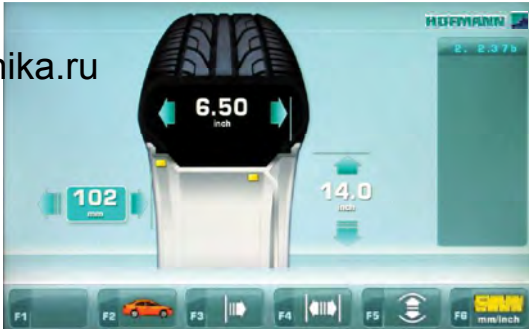 HOFMANN
2. 2.37b
nika.ru
6.50
inch
102
mm
14.0
inch
F1
F2
F3
F4
F5
F6
mm/inch